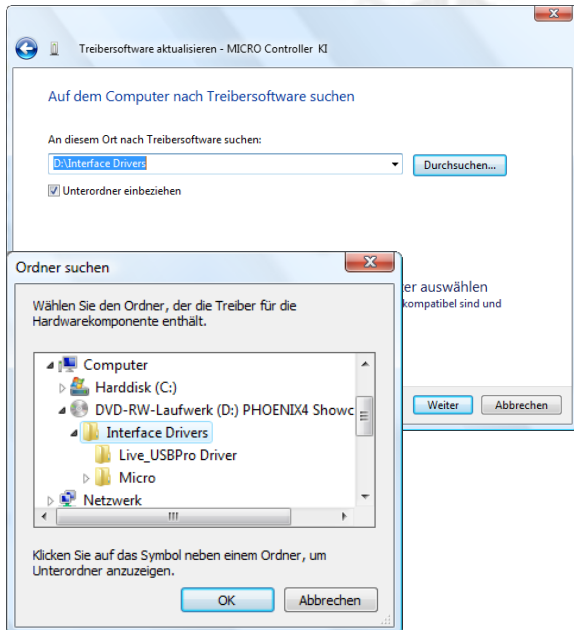 Treibersoftware aktualisieren - MICRO Controller KI
Auf dem Computer nach Treibersoftware suchen
An diesem Ort nach Treibersoftware suchen:
D:\Interface Drivers
Durchsuchen...
Unterordner einbeziehen
er auswählen
kompatibel sind und
Weiter
Abbrechen
Ordner suchen
Wählen Sie den Ordner, der die Treiber für die
Hardwarekomponente enthält.
Computer
Harddisk (C:)
DVD-RW-Laufwerk (D:) PHOENIX4 Showc
Interface Drivers
Live_USBPro Driver
Micro
Netzwerk
Klicken Sie auf das Symbol neben einem Ordner, um
Unterordner anzuzeigen.
OK
Abbrechen